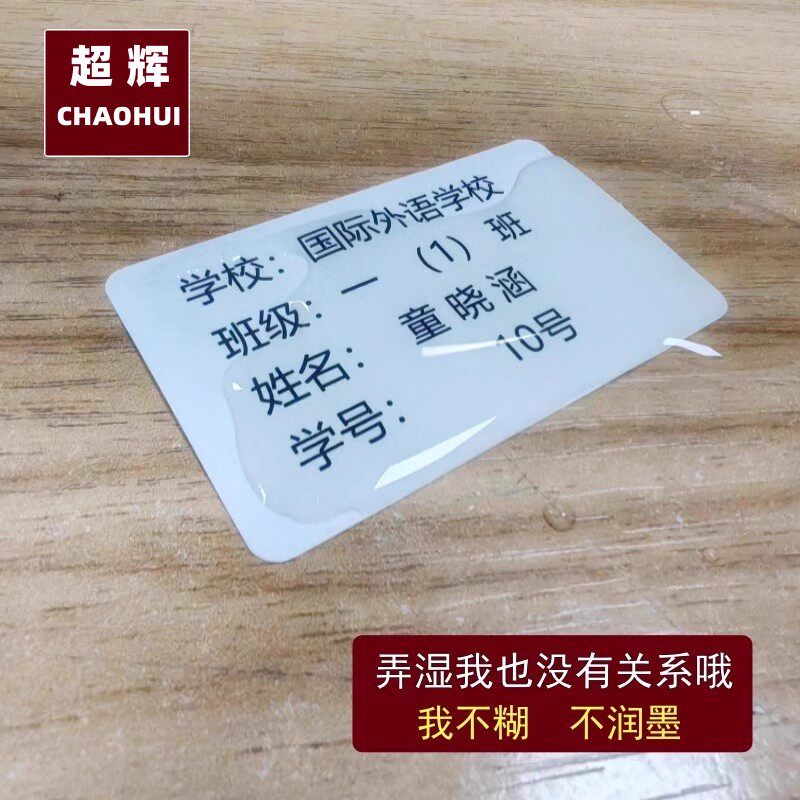 超辉
CHAOHUI
学校：国际外语学校
班级：一（1）班
姓名：童晓涵
学号：10号
弄湿我也没有关系哦
我不糊 不润墨